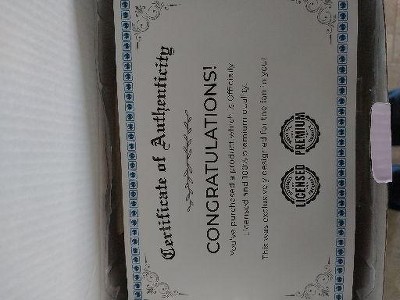 Certificate of Authenticity
CONGRATULATIONS!
You've purchased a product which is Officially
Licensed and 100% premium quality.
This was exclusively designed for the fan in you!
LICENSED PREMIUM